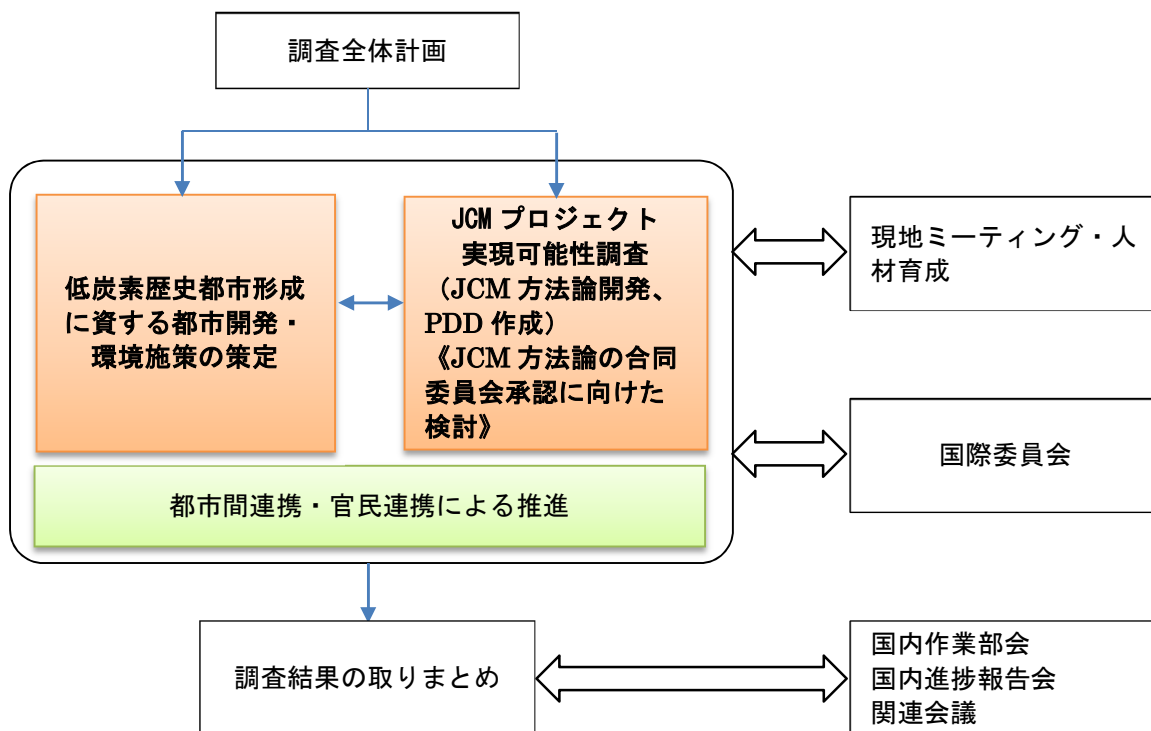 調査全体計画
低炭素歴史都市形成
に資する都市開発・
環境施策の策定
JCM プロジェクト
実現可能性調査
（JCM 方法論開発、
PDD 作成）
《JCM 方法論の合同
委員会承認に向けた
検討》
都市間連携・官民連携による推進
現地ミーティング・人
材育成
国際委員会
調査結果の取りまとめ
国内作業部会
国内進捗報告会
関連会議